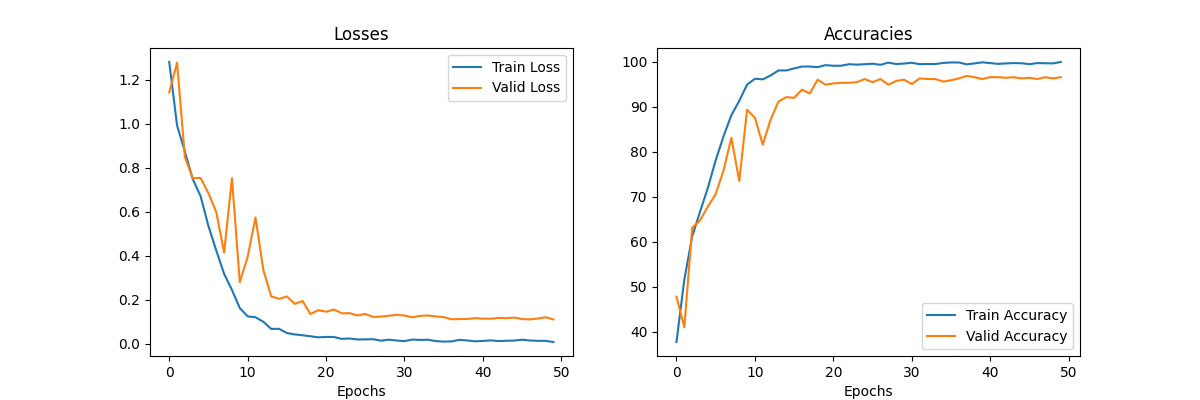 Losses
Train Loss
Valid Loss
1.2
1.0
0.8
0.6
0.4
0.2
0.0
0 10 20 30 40 50
Epochs
Accuracies
100
90
80
70
60
50
40
Train Accuracy
Valid Accuracy
0 10 20 30 40 50
Epochs